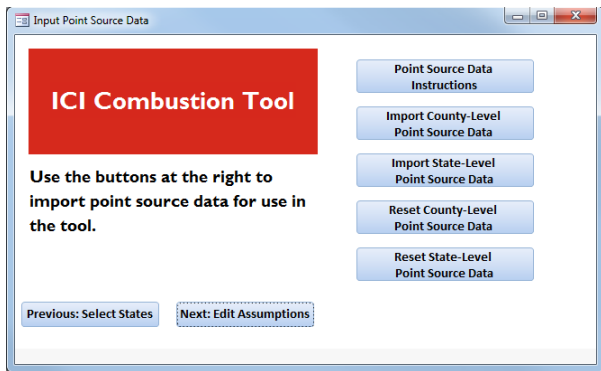 Input Point Source Data
ICI Combustion Tool
Use the buttons at the right to
import point source data for use in
the tool.
Point Source Data
Instructions
Import County-Level
Point Source Data
Import State-Level
Point Source Data
Reset County-Level
Point Source Data
Reset State-Level
Point Source Data
Previous: Select States
Next: Edit Assumptions